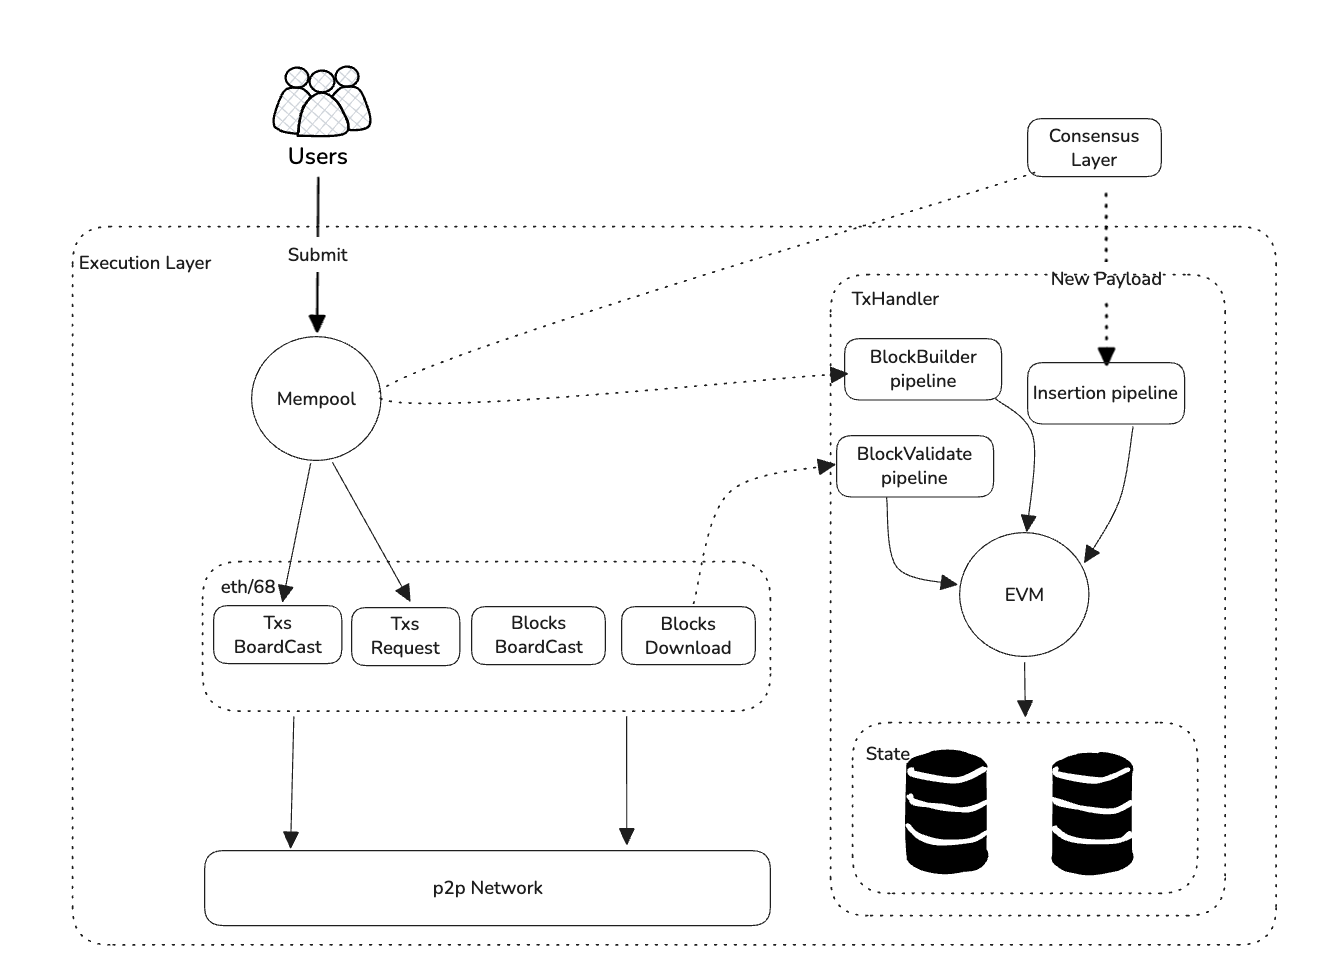 Users
Consensus
Layer
Submit
Execution Layer
New Payload
TxHandler
BlockBuilder
pipeline
Insertion pipeline
Mempool
BlockValidate
pipeline
eth/68
EVM
Txs
BoardCast
Txs
Request
Blocks
BoardCast
Blocks
Download
State
p2p Network